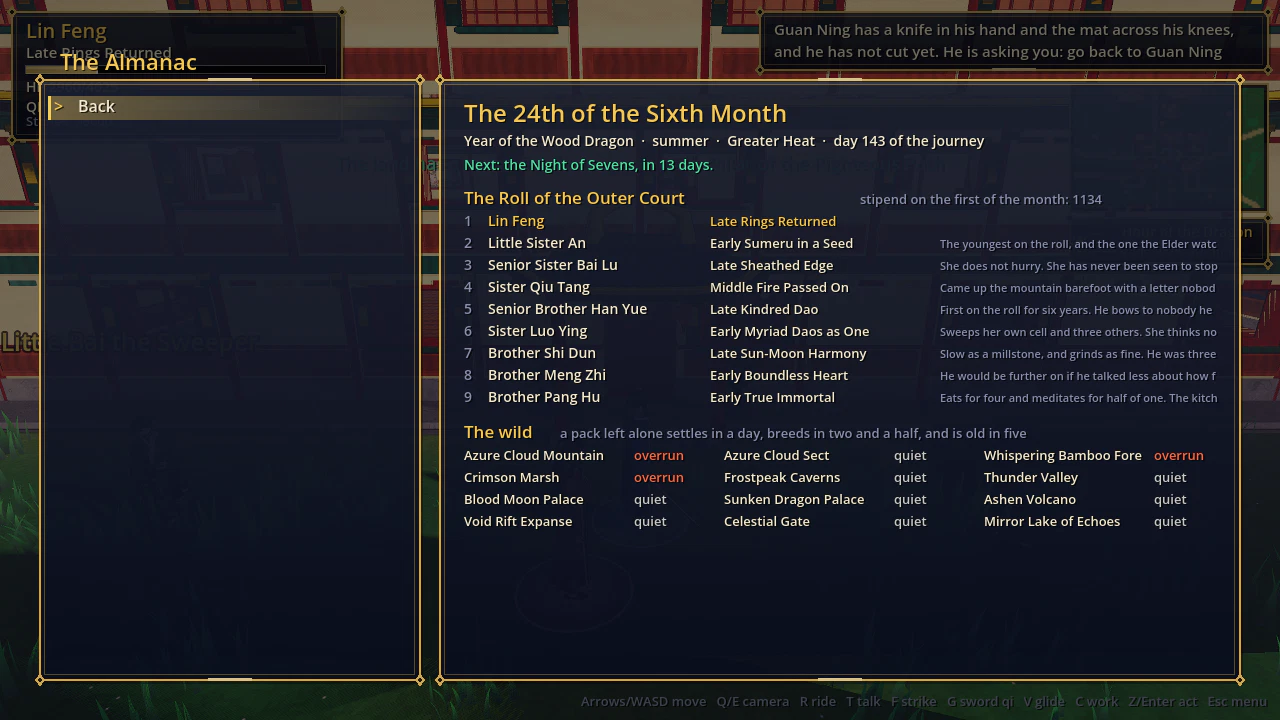 Lin Feng
Late Rings Returned
The Almanac
Guan Ning has a knife in his hand and the mat across his knees,
and he has not cut yet. He is asking you: go back to Guan Ning
> Back
The 24th of the Sixth Month
Year of the Wood Dragon · summer · Greater Heat · day 143 of the journey
Next: the Night of Sevens, in 13 days.
The Roll of the Outer Court stipend on the first of the month: 1134
1 Lin Feng Late Rings Returned
2 Little Sister An Early Sumeru in a Seed The youngest on the roll, and the one the Elder watc
3 Senior Sister Bai Lu Late Sheathed Edge She does not hurry. She has never been seen to stop
4 Sister Qiu Tang Middle Fire Passed On Came up the mountain barefoot with a letter nobod
5 Senior Brother Han Yue Late Kindred Dao First on the roll for six years. He bows to nobody he
6 Sister Luo Ying Early Myriad Daos as One Sweeps her own cell and three others. She thinks no
7 Brother Shi Dun Late Sun-Moon Harmony Slow as a millstone, and grinds as fine. He was three
8 Brother Meng Zhi Early Boundless Heart He would be further on if he talked less about how f
9 Brother Pang Hu Early True Immortal Eats for four and meditates for half of one. The kitch
The wild a pack left alone settles in a day, breeds in two and a half, and is old in five
Azure Cloud Mountain overrun Azure Cloud Sect quiet Whispering Bamboo Fore overrun
Crimson Marsh overrun Frostpeak Caverns quiet Thunder Valley quiet
Blood Moon Palace quiet Sunken Dragon Palace quiet Ashen Volcano quiet
Void Rift Expanse quiet Celestial Gate quiet Mirror Lake of Echoes quiet
Little Bai the Sweeper
Arrows/WASD move Q/E camera R ride T talk F strike G sword qi V glide C work Z/Enter act Esc menu